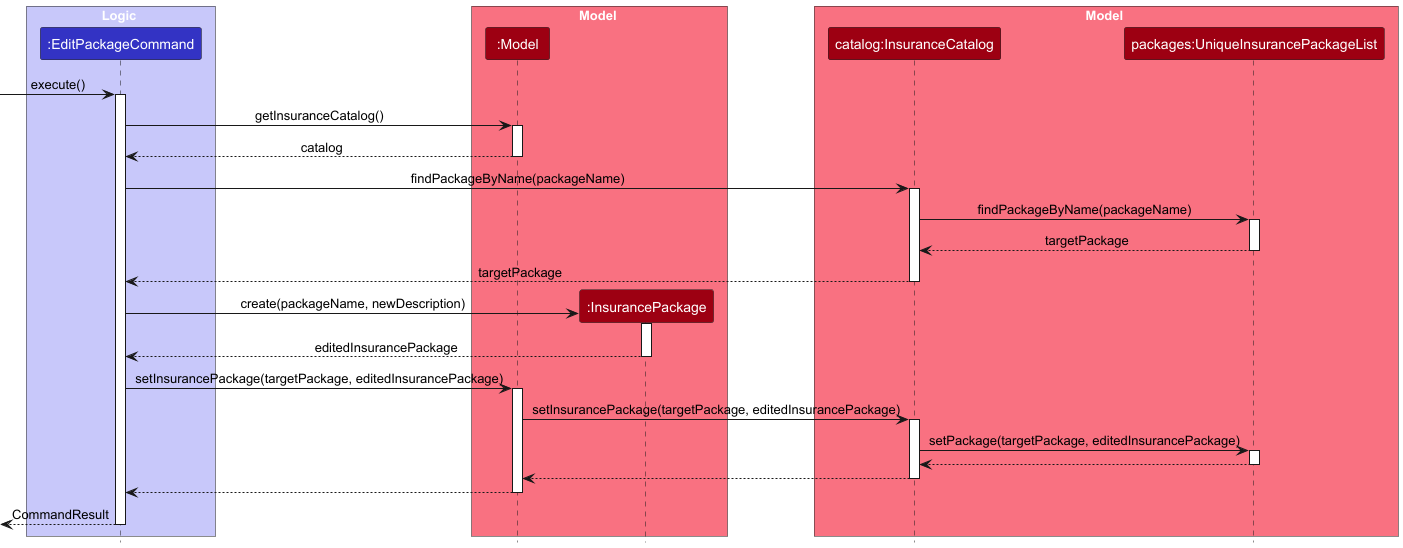 Logic
Model
Model
:EditPackageCommand
:Model
catalog:InsuranceCatalog
packages:UniqueInsurancePackageList
execute()
getInsuranceCatalog()
catalog
findPackageByName(packageName)
findPackageByName(packageName)
targetPackage
targetPackage
create(packageName, newDescription)
:InsurancePackage
editedInsurancePackage
setInsurancePackage(targetPackage, editedInsurancePackage)
setInsurancePackage(targetPackage, editedInsurancePackage)
setPackage(targetPackage, editedInsurancePackage)
CommandResult